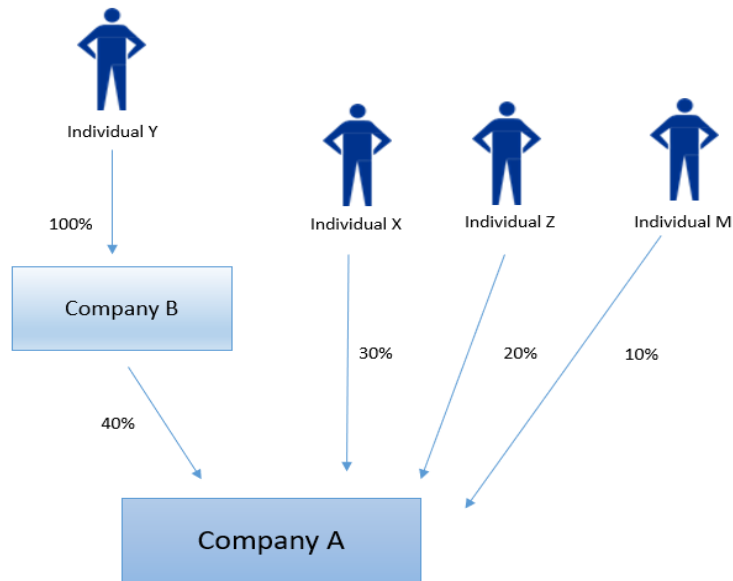 Individual Y
Individual X
Individual Z
Individual M
100%
Company B
30%
20%
10%
40%
Company A